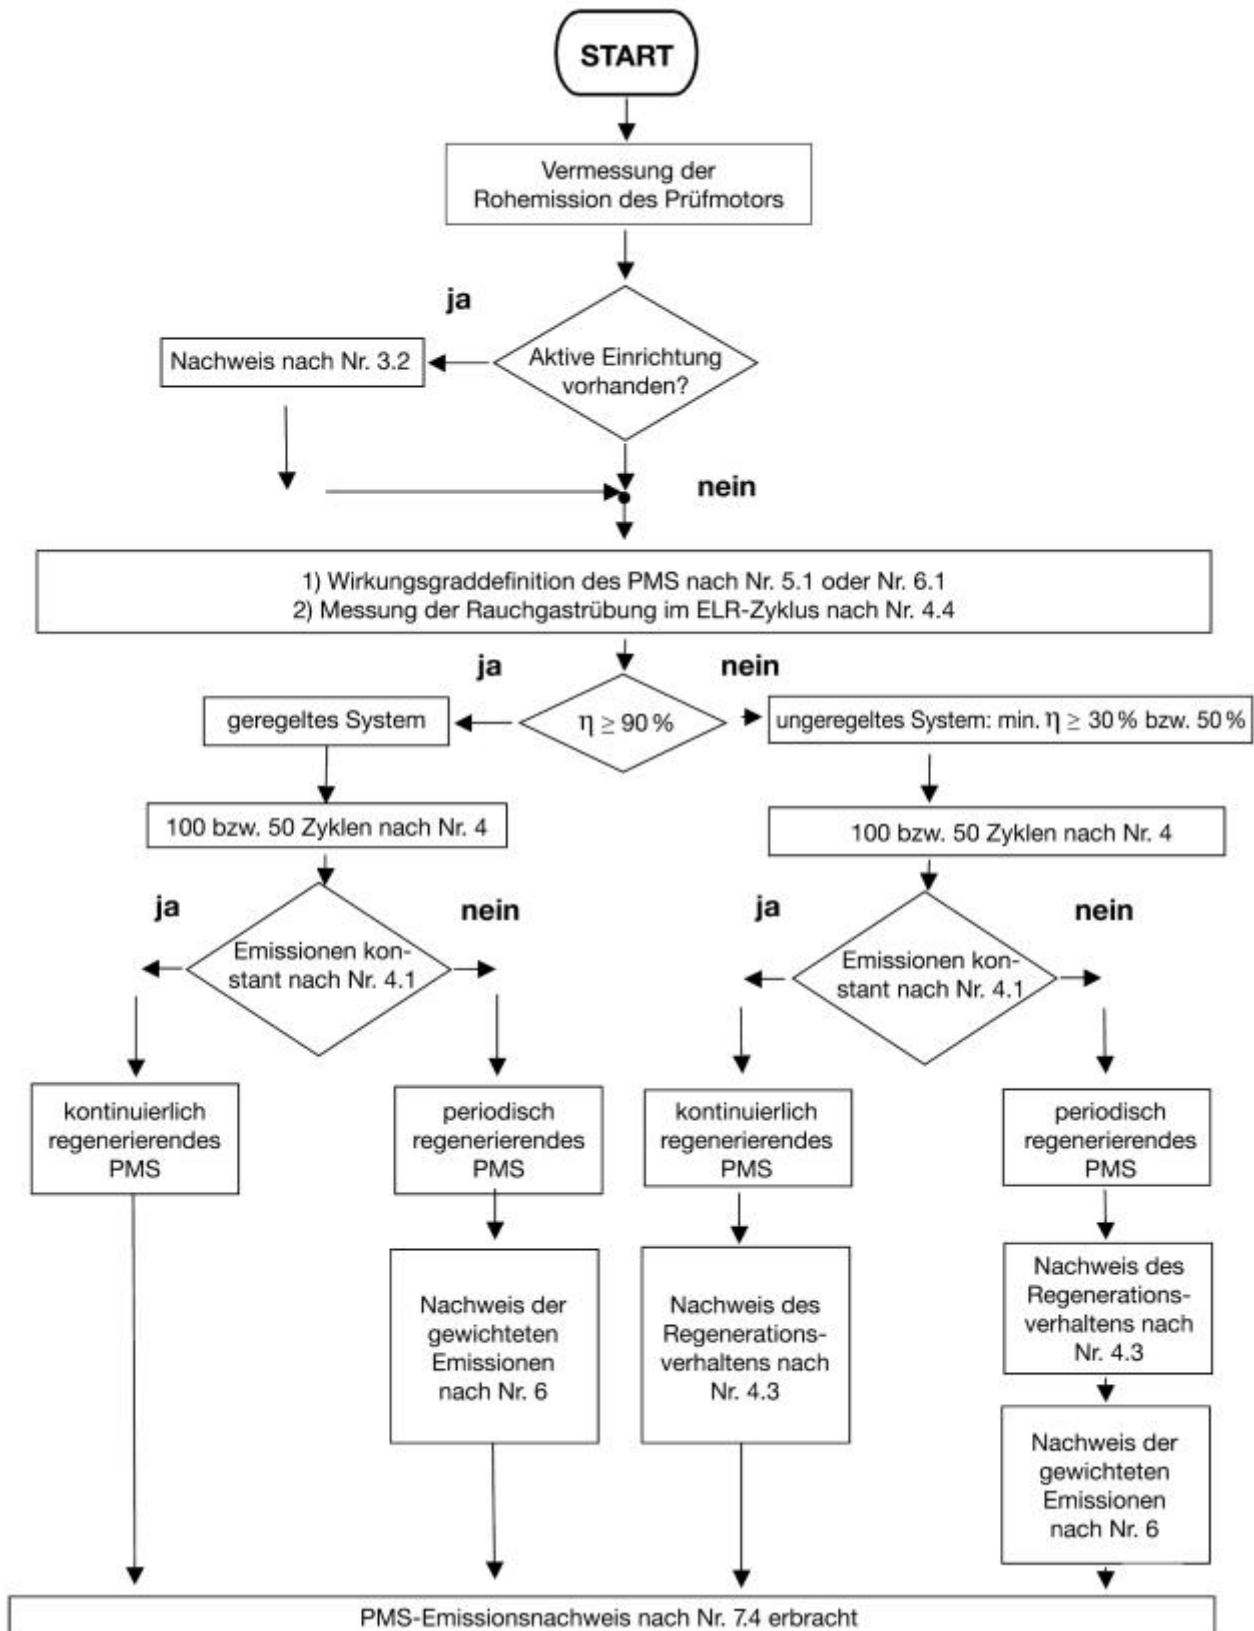 START
Vermessung der
Rohemission des Prüfmotors
ja
Aktive Einrichtung
vorhanden?
Nachweis nach Nr. 3.2
nein
1) Wirkungsgraddefinition des PMS nach Nr. 5.1 oder Nr. 6.1
2) Messung der Rauchgastrübung im ELR-Zyklus nach Nr. 4.4
ja
nein
geregeltes System
η ≥ 90 %
ungeregeltes System: min. η ≥ 30 % bzw. 50 %
100 bzw. 50 Zyklen nach Nr. 4
100 bzw. 50 Zyklen nach Nr. 4
ja
nein
Emissionen kon-
stant nach Nr. 4.1
ja
nein
Emissionen kon-
stant nach Nr. 4.1
kontinuierlich
regenerierendes
PMS
periodisch
regenerierendes
PMS
kontinuierlich
regenerierendes
PMS
periodisch
regenerierendes
PMS
Nachweis der
gewichteten
Emissionen
nach Nr. 6
Nachweis des
Regenerations-
verhaltens nach
Nr. 4.3
Nachweis des
Regenerations-
verhaltens nach
Nr. 4.3
Nachweis der
gewichteten
Emissionen
nach Nr. 6
PMS-Emissionsnachweis nach Nr. 7.4 erbracht